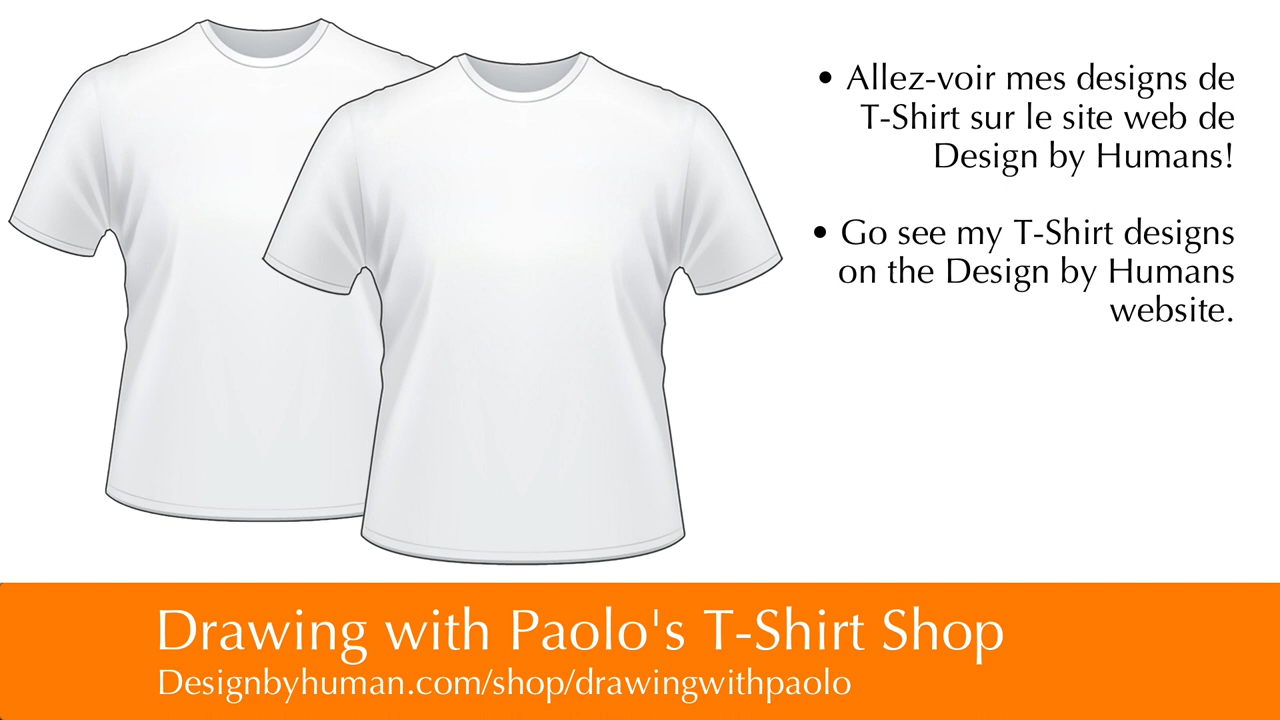 • Allez-voir mes designs de
T-Shirt sur le site web de
Design by Humans!
• Go see my T-Shirt designs
on the Design by Humans
website.
Drawing with Paolo's T-Shirt Shop
Designbyhuman.com/shop/drawingwithpaolo